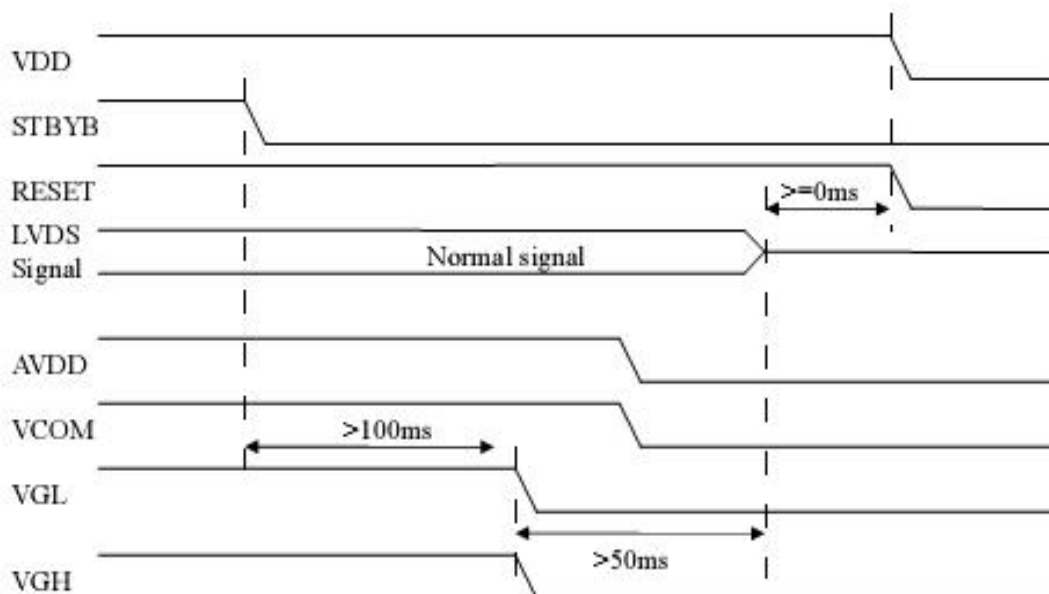 VDD
STBYB
RESET
>=0ms
LVDS
Signal
Normal signal
AVDD
VCOM
>100ms
VGL
>50ms
VGH